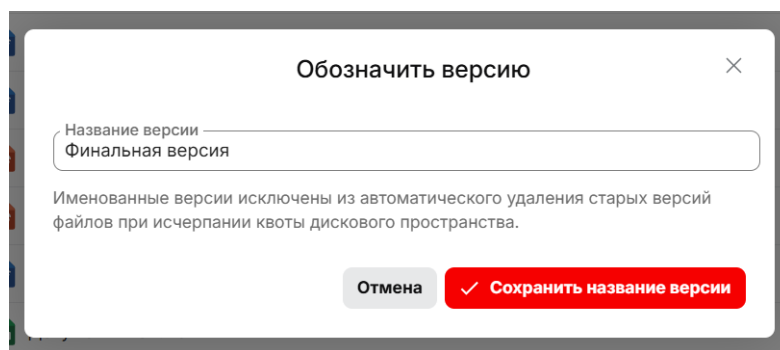 Обозначить версию
Название версии
Финальная версия
Именованные версии исключены из автоматического удаления старых версий
файлов при исчерпании квоты дискового пространства.
Отмена
Сохранить название версии